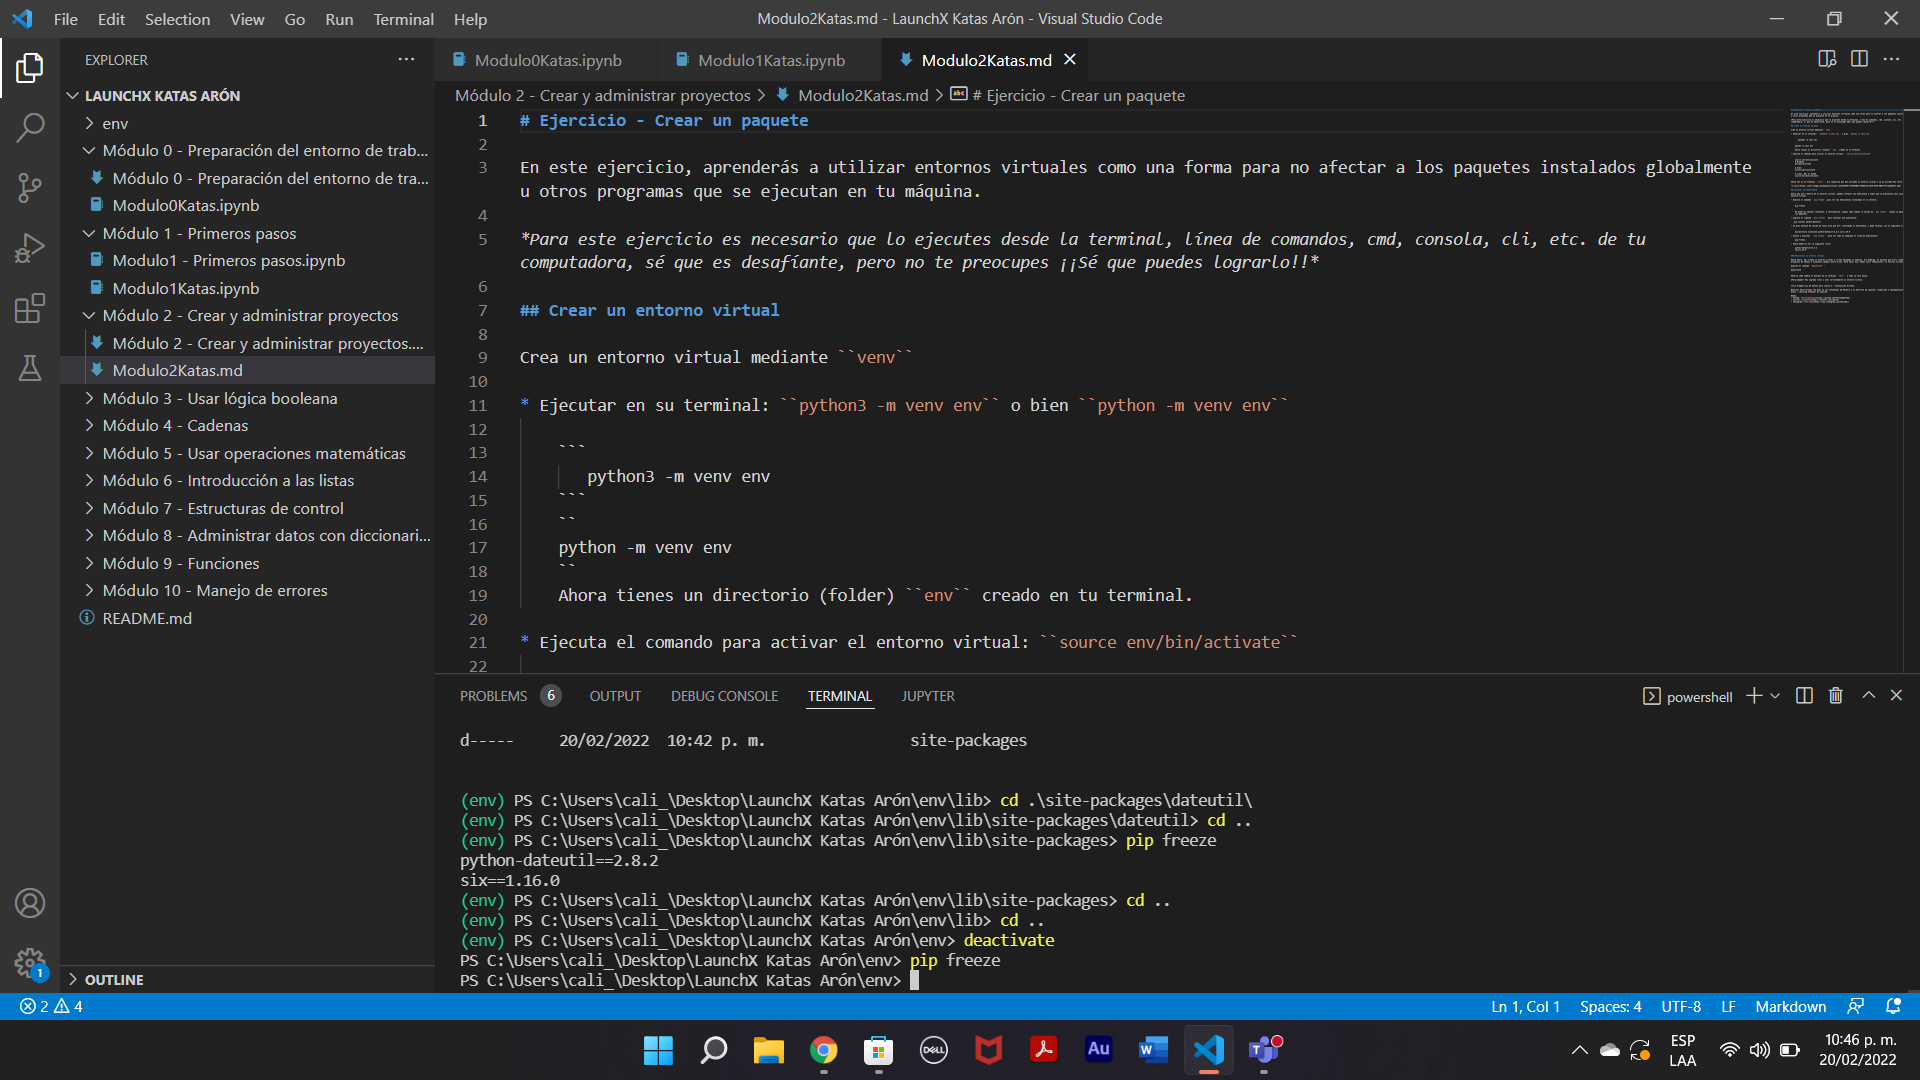 File Edit Selection View Go Run Terminal Help
Modulo2Katas.md - LaunchX Katas Arón - Visual Studio Code
EXPLORER
LAUNCHX KATAS ARÓN
env
Módulo 0 - Preparación del entorno de trab...
Módulo 0 - Preparación del entorno de tra...
Modulo0Katas.ipynb
Módulo 1 - Primeros pasos
Modulo1 - Primeros pasos.ipynb
Modulo1Katas.ipynb
Módulo 2 - Crear y administrar proyectos
Módulo 2 - Crear y administrar proyectos....
Modulo2Katas.md
Módulo 3 - Usar lógica booleana
Módulo 4 - Cadenas
Módulo 5 - Usar operaciones matemáticas
Módulo 6 - Introducción a las listas
Módulo 7 - Estructuras de control
Módulo 8 - Administrar datos con diccionari...
Módulo 9 - Funciones
Módulo 10 - Manejo de errores
README.md
OUTLINE
Modulo0Katas.ipynb Modulo1Katas.ipynb Modulo2Katas.md
Módulo 2 - Crear y administrar proyectos > Modulo2Katas.md > # Ejercicio - Crear un paquete
1 # Ejercicio - Crear un paquete
2
3 En este ejercicio, aprenderás a utilizar entornos virtuales como una forma para no afectar a los paquetes instalados globalmente
u otros programas que se ejecutan en tu máquina.
4
5 *Para este ejercicio es necesario que lo ejecutes desde la terminal, línea de comandos, cmd, consola, cli, etc. de tu
computadora, sé que es desafíante, pero no te preocupes ¡¡Sé que puedes lograrlo!!*
6
7 ## Crear un entorno virtual
8
9 Crea un entorno virtual mediante ``venv``
10
11 * Ejecutar en su terminal: ``python3 -m venv env`` o bien ``python -m venv env``
12
13 ```
14 python3 -m venv env
15 ```
16 ``
17 python -m venv env
18 ``
19 Ahora tienes un directorio (folder) ``env`` creado en tu terminal.
20
21 * Ejecuta el comando para activar el entorno virtual: ``source env/bin/activate``
22
PROBLEMS 6 OUTPUT DEBUG CONSOLE TERMINAL JUPYTER
powershell
d----- 20/02/2022 10:42 p. m. site-packages
(env) PS C:\Users\cali_\Desktop\LaunchX Katas Arón\env\lib> cd .\site-packages\dateutil\
(env) PS C:\Users\cali_\Desktop\LaunchX Katas Arón\env\lib\site-packages\dateutil> cd ..
(env) PS C:\Users\cali_\Desktop\LaunchX Katas Arón\env\lib\site-packages> pip freeze
python-dateutil==2.8.2
six==1.16.0
(env) PS C:\Users\cali_\Desktop\LaunchX Katas Arón\env\lib\site-packages> cd ..
(env) PS C:\Users\cali_\Desktop\LaunchX Katas Arón\env\lib> cd ..
(env) PS C:\Users\cali_\Desktop\LaunchX Katas Arón\env> deactivate
PS C:\Users\cali_\Desktop\LaunchX Katas Arón\env> pip freeze
PS C:\Users\cali_\Desktop\LaunchX Katas Arón\env>
1
2 4
Ln 1, Col 1 Spaces: 4 UTF-8 LF Markdown
DELL
Au
W
T
ESP
LAA
10:46 p. m.
20/02/2022